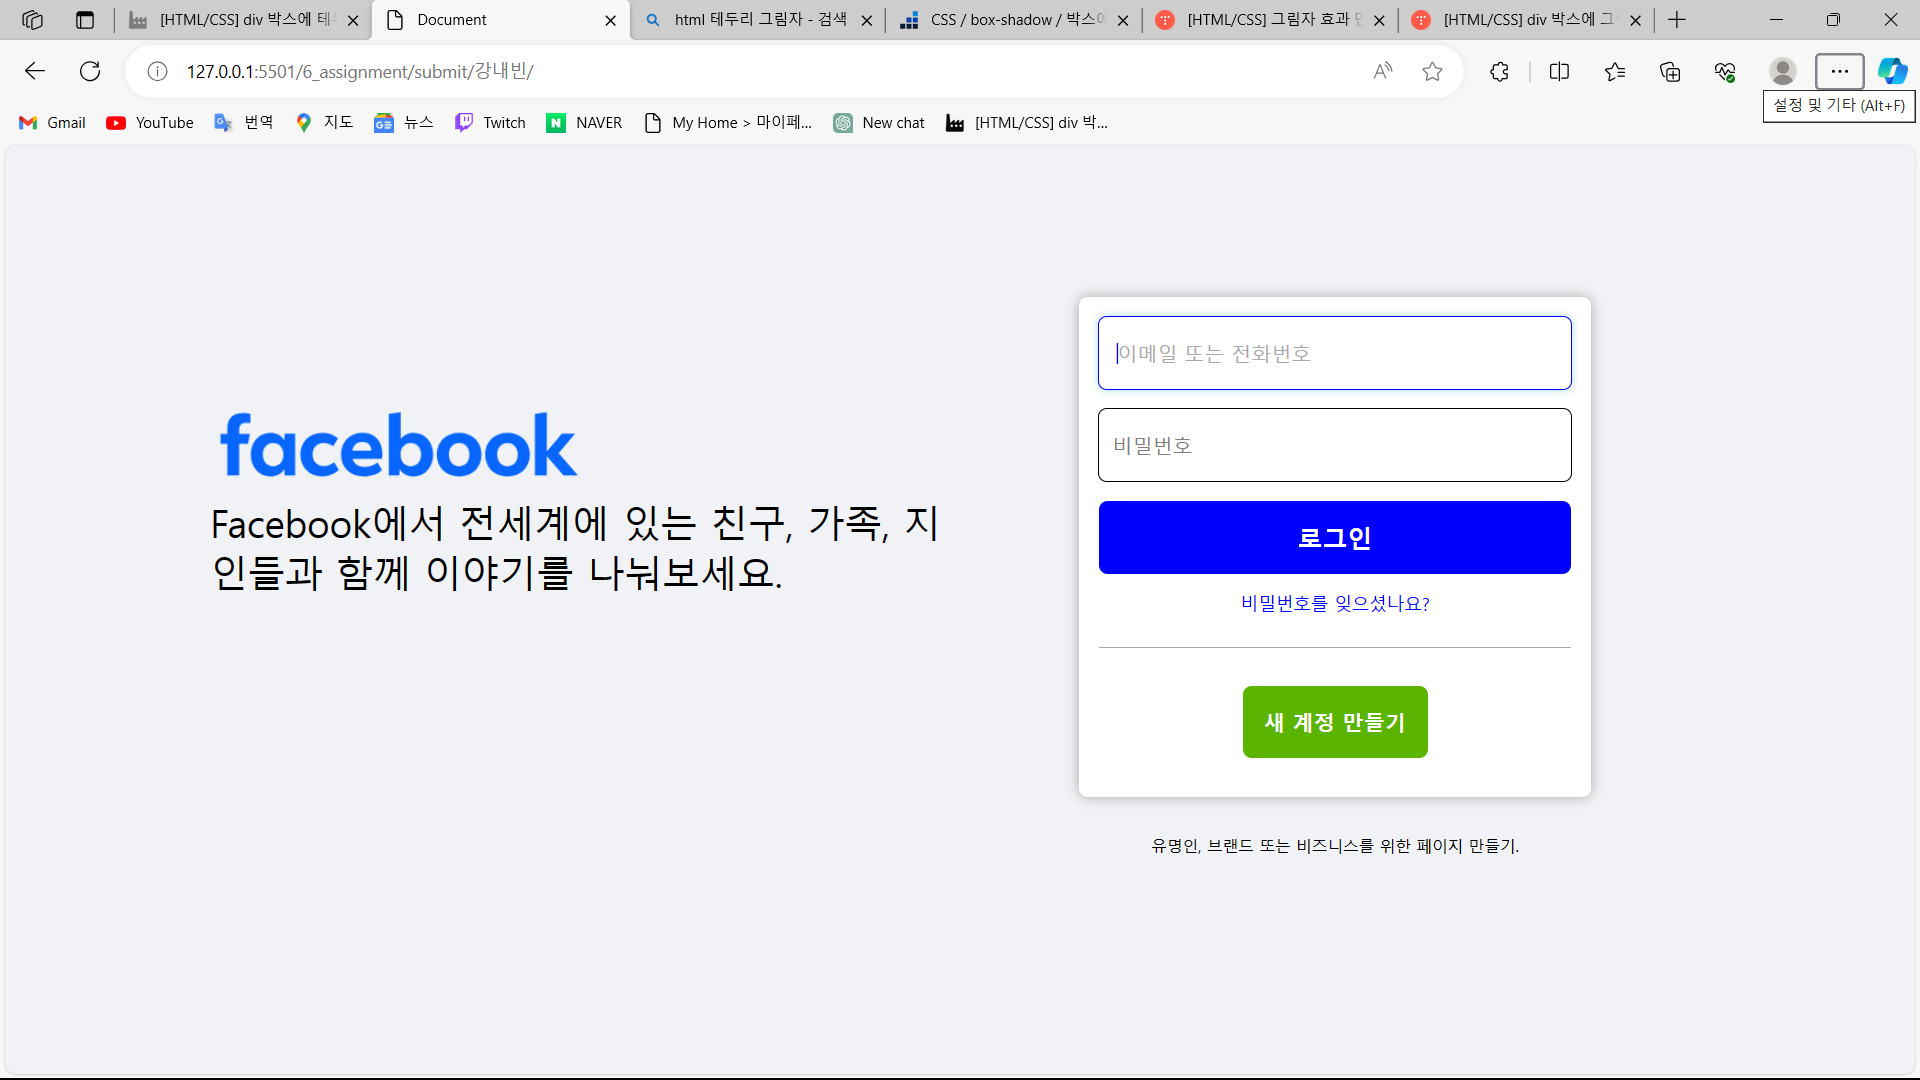 [HTML/CSS] div 박스에 테
Document
html 테두리 그림자 - 검색
CSS / box-shadow / 박스에
[HTML/CSS] 그림자 효과
[HTML/CSS] div 박스에 그
127.0.0.1:5501/6_assignment/submit/강내빈/
설정 및 기타 (Alt+F)
Gmail
YouTube
번역
지도
뉴스
Twitch
NAVER
My Home > 마이페...
New chat
[HTML/CSS] div 박...
facebook
Facebook에서 전세계에 있는 친구, 가족, 지
인들과 함께 이야기를 나눠보세요.
이메일 또는 전화번호
비밀번호
로그인
비밀번호를 잊으셨나요?
새 계정 만들기
유명인, 브랜드 또는 비즈니스를 위한 페이지 만들기.